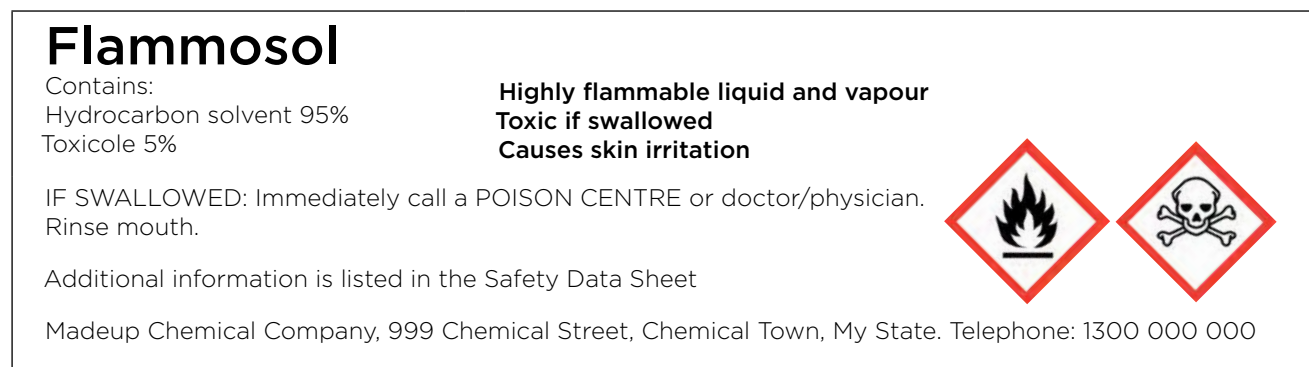 Flammosol
Contains:
Hydrocarbon solvent 95%
Toxicole 5%
Highly flammable liquid and vapour
Toxic if swallowed
Causes skin irritation
IF SWALLOWED: Immediately call a POISON CENTRE or doctor/physician.
Rinse mouth.
Additional information is listed in the Safety Data Sheet
Madeup Chemical Company, 999 Chemical Street, Chemical Town, My State. Telephone: 1300 000 000